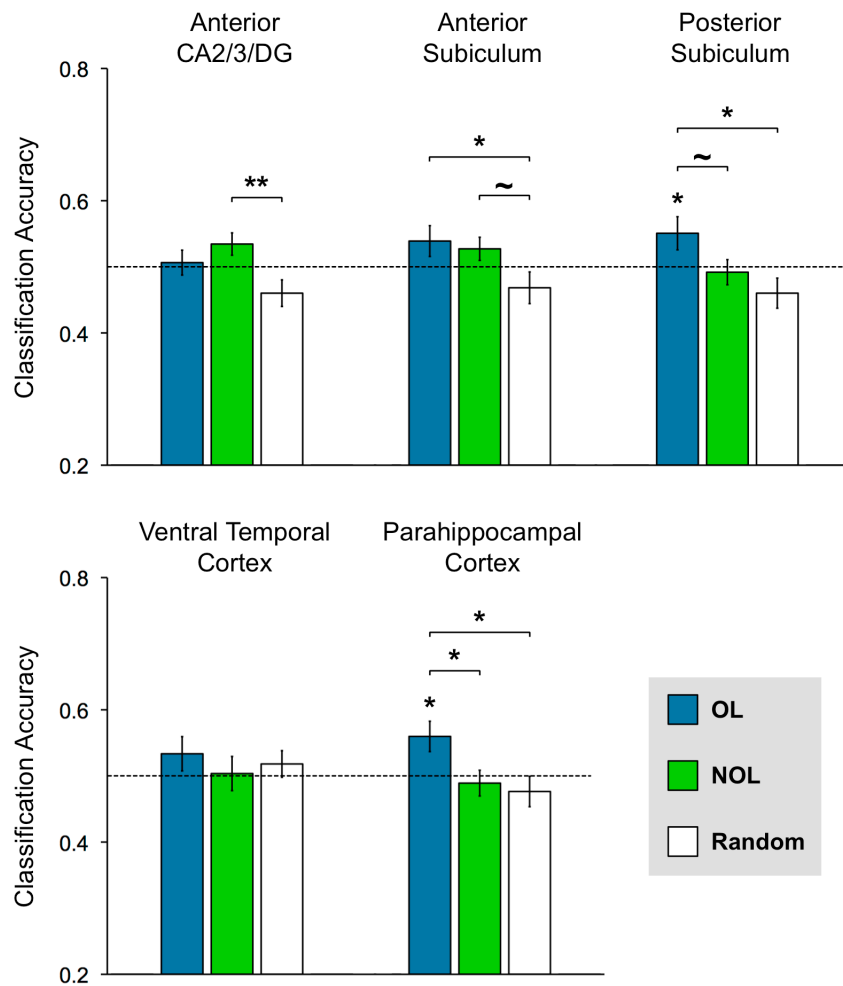 Anterior
CA2/3/DG
Anterior
Subiculum
Posterior
Subiculum
Classification Accuracy
0.8
0.6
0.4
0.2
**
*
~
*
~
*
Ventral Temporal
Cortex
Parahippocampal
Cortex
Classification Accuracy
0.8
0.6
0.4
0.2
*
*
*
OL
NOL
Random